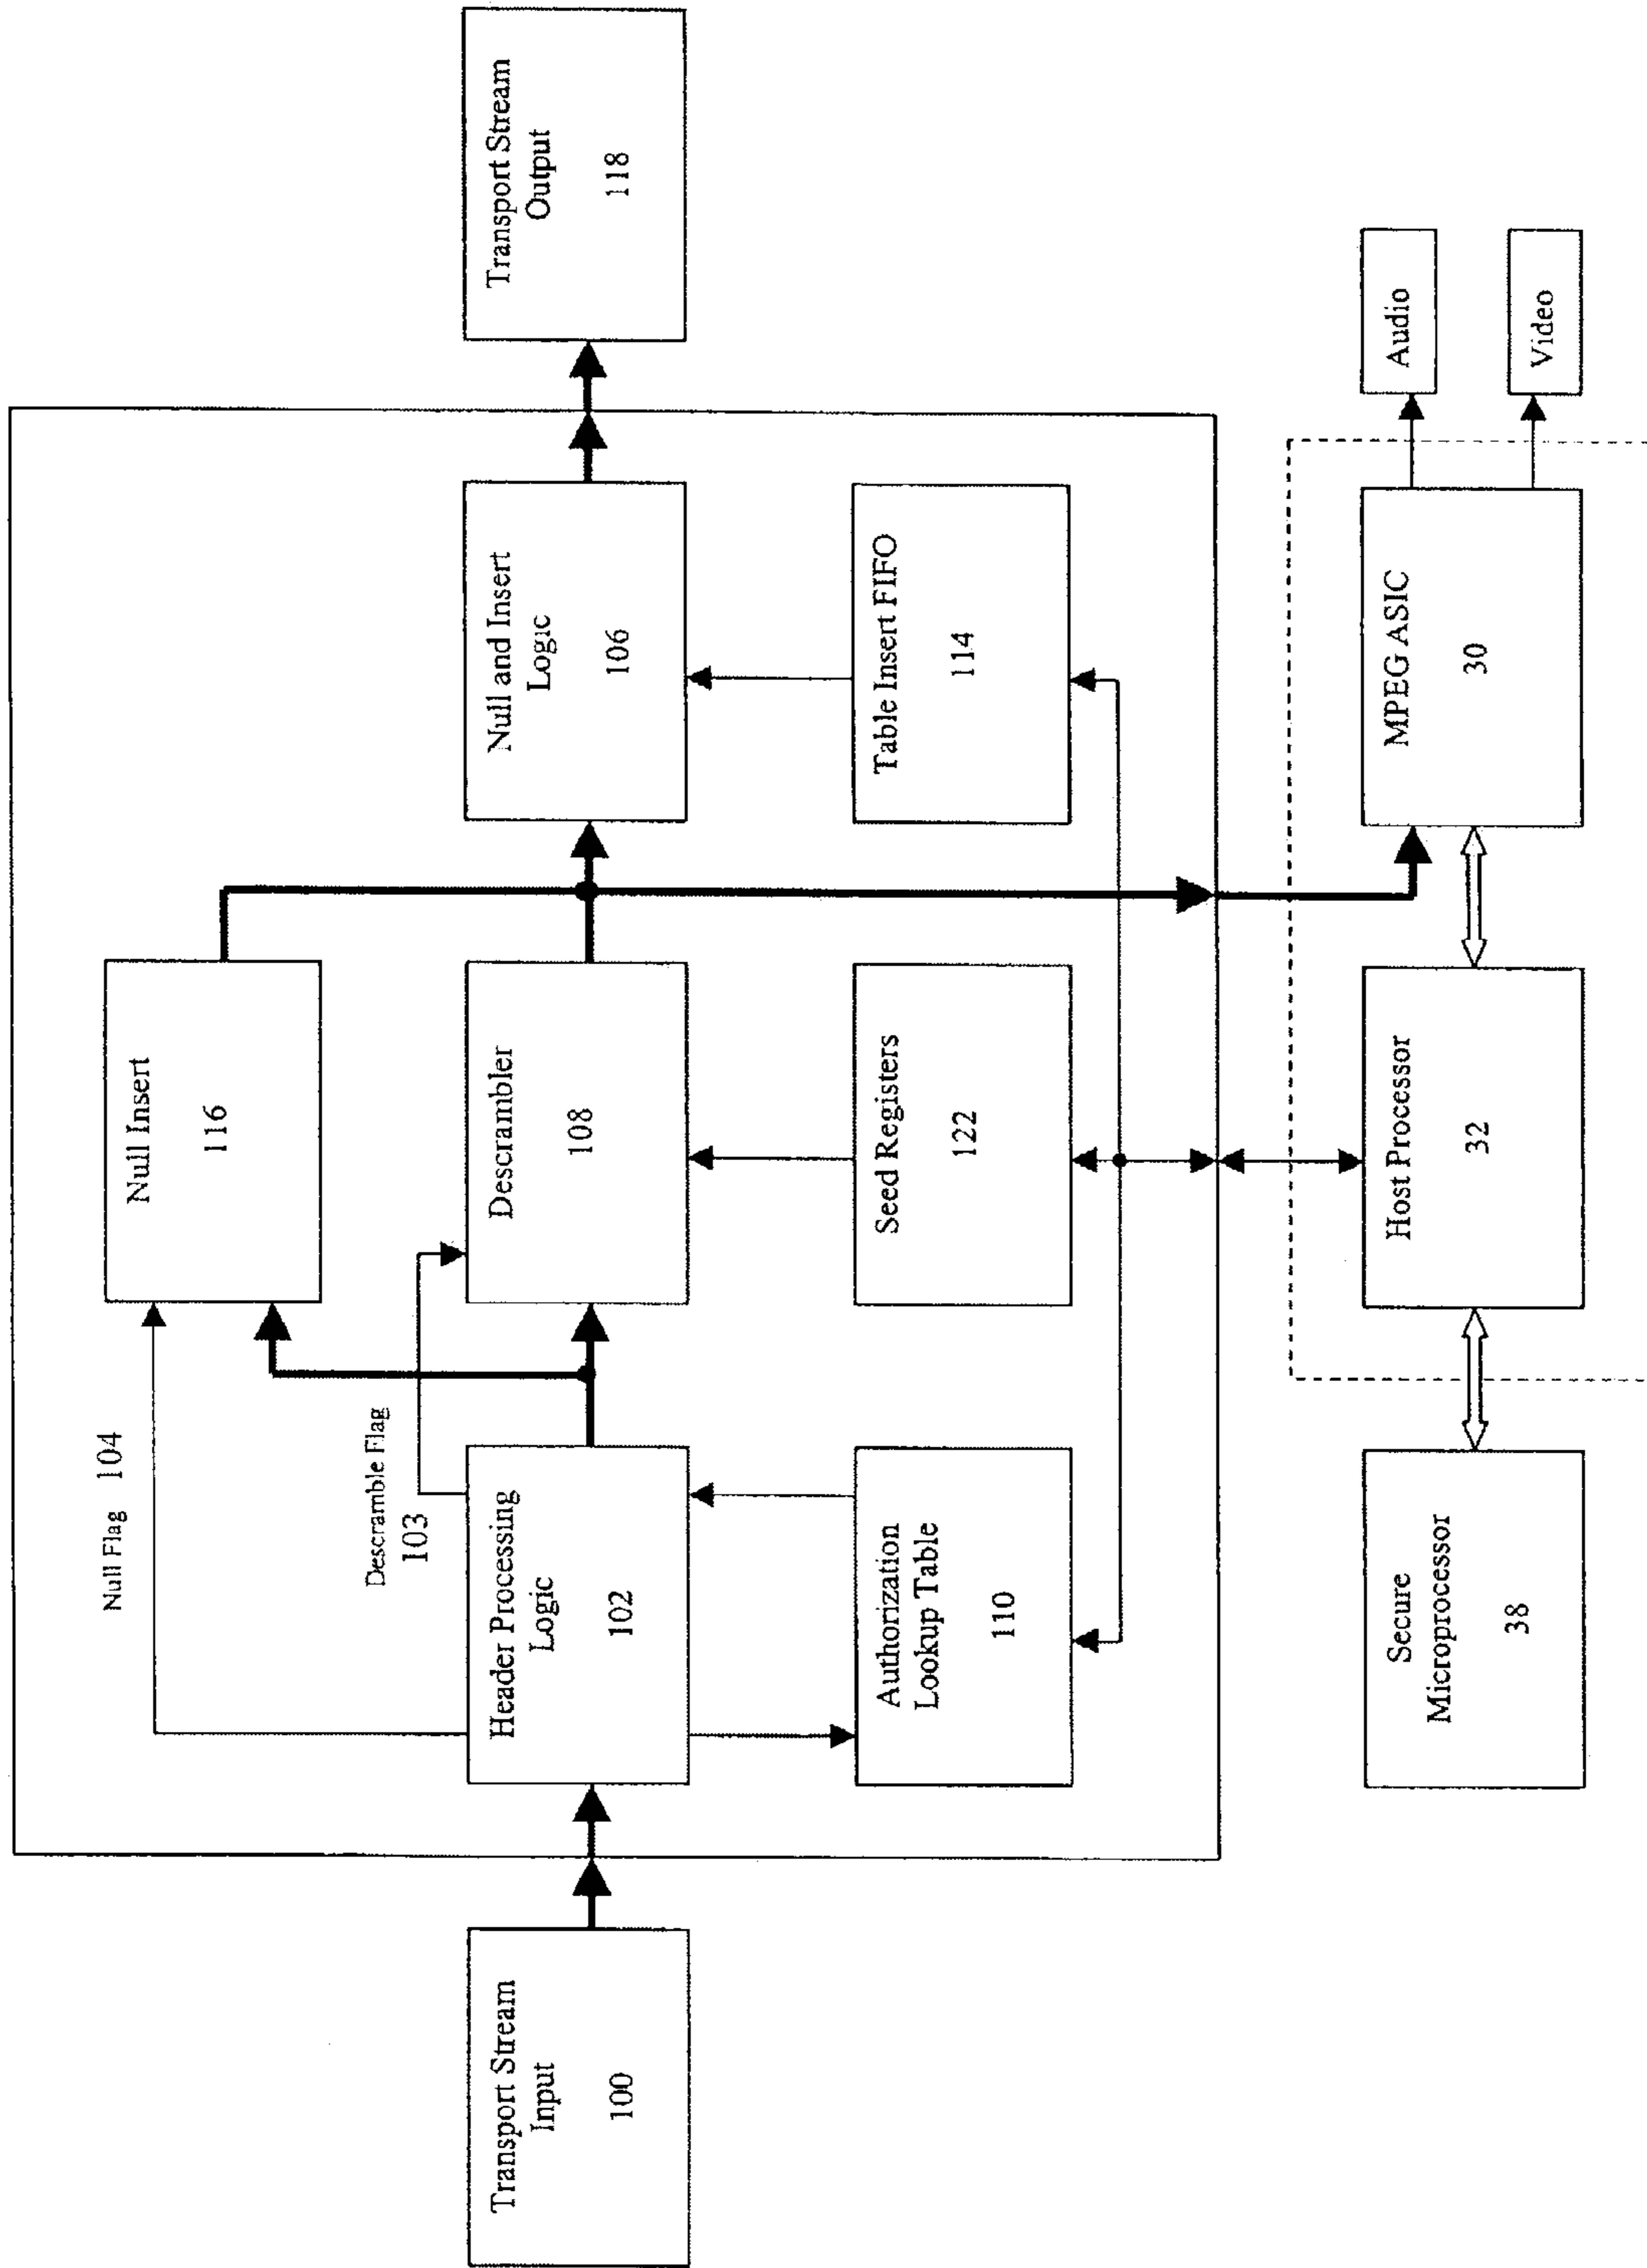 Null Flag 104
Null Insert
116
Descramble Flag
103
Transport Stream
Input
100
Header Processing
Logic
102
Descrambler
108
Null and Insert
Logic
106
Transport Stream
Output
118
Authorization
Lookup Table
110
Seed Registers
122
Table Insert FIFO
114
Secure
Microprocessor
38
Host Processor
32
MPEG ASIC
30
Audio
Video